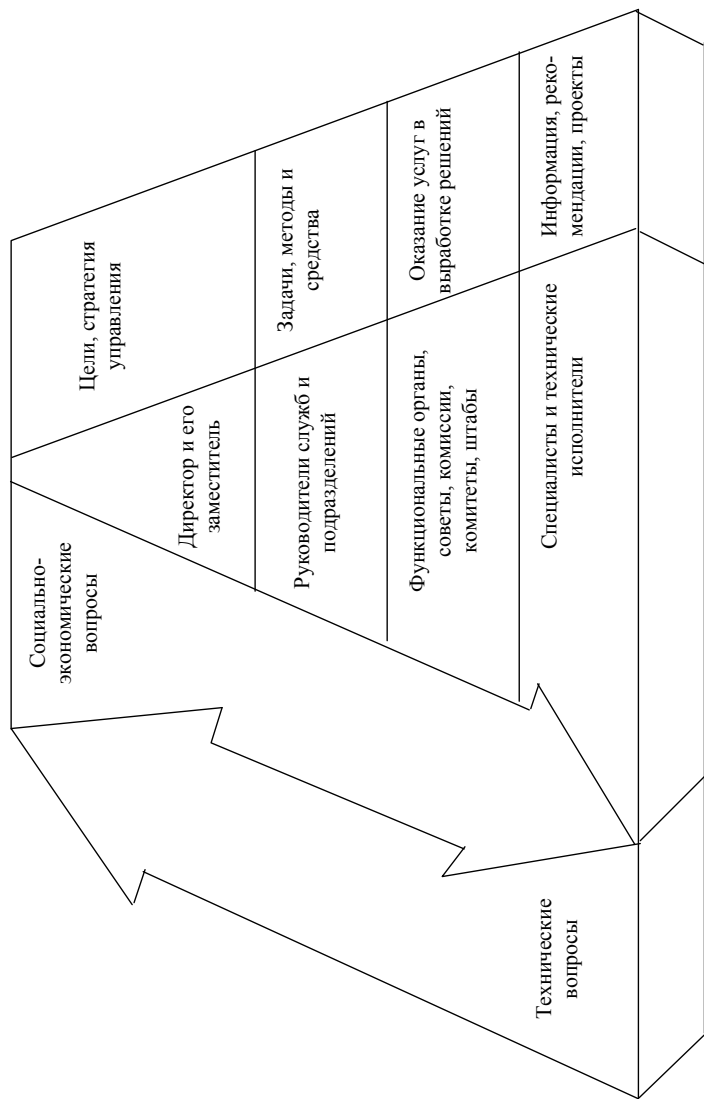 Социально-
экономические
вопросы
Технические
вопросы
Директор и его
заместитель
Цели, стратегия
управления
Руководители служб и
подразделений
Задачи, методы и
средства
Функциональные органы,
советы, комиссии,
комитеты, штабы
Оказание услуг в
выработке решений
Специалисты и технические
исполнители
Информация, реко-
мендации, проекты